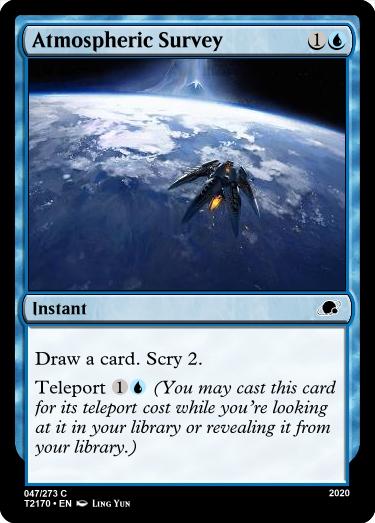 Atmospheric Survey 1
Instant
Draw a card. Scry 2.
Teleport 1 (You may cast this card
for its teleport cost while you're looking
at it in your library or revealing it from
your library.)
047/273 C 2020
T2170 • EN Ling Yun